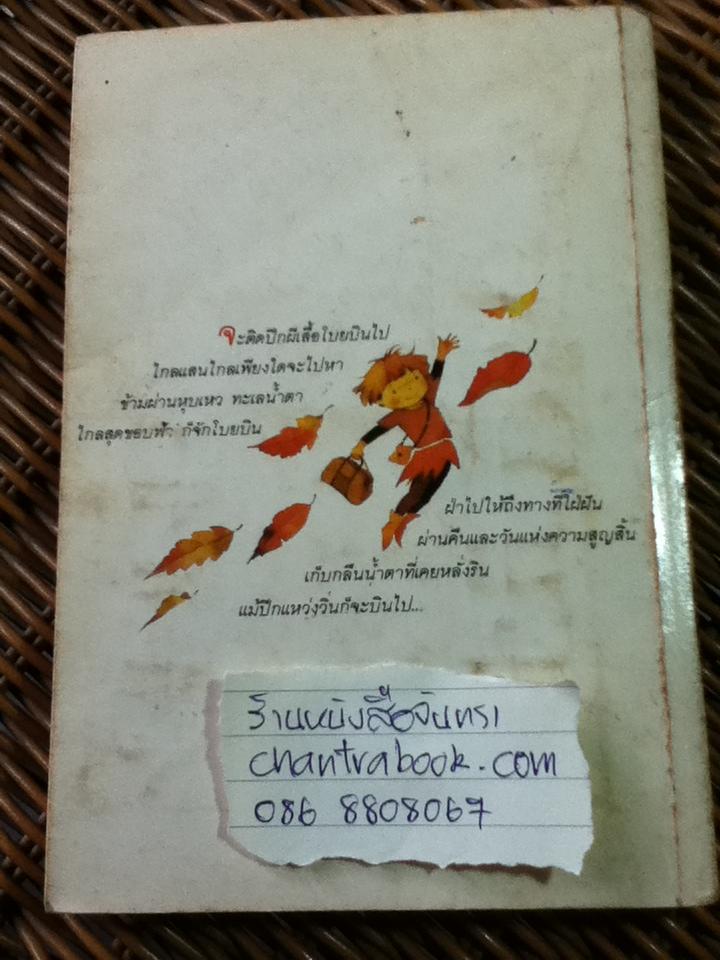 จะติดปีกผีเสื้อโบยบินไป
ไกลแสนไกลเพียงใดจะไปหา
ข้ามผ่านหุบเหว ทะเลน้ำตา
ไกลสุดขอบฟ้า ก็จักโบยบิน
ฝ่าไปให้ถึงทางที่ใฝ่ฝัน
ผ่านคืนและวันแห่งความสูญสิ้น
เก็บกลืนน้ำตาที่เคยหลั่งริน
แม้ปีกแหว่งวิ่นก็จะบินไป...
ร้านหนังสือจันทรา
chantrabook.com
086 8808067